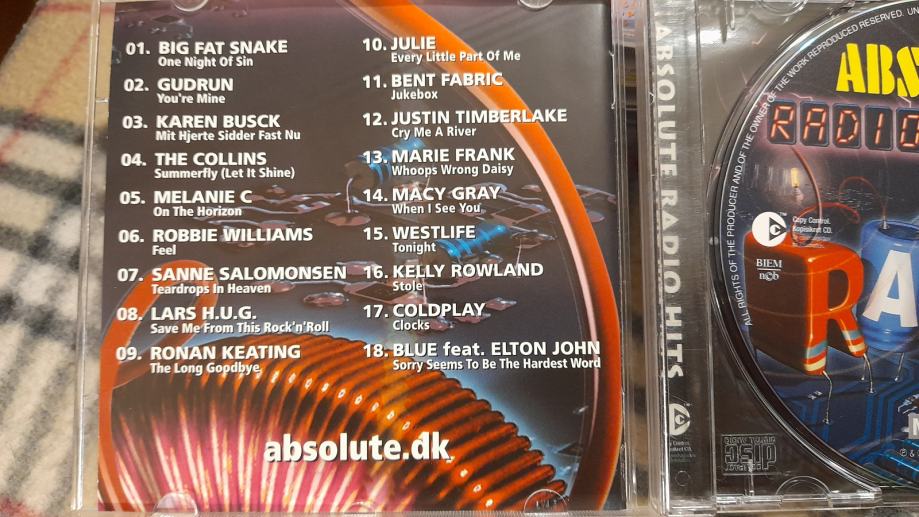 01. BIG FAT SNAKE
One Night Of Sin
02. GUDRUN
You're Mine
03. KAREN BUSCK
Mit Hjerte Sidder Fast Nu
04. THE COLLINS
Summerfly (Let It Shine)
05. MELANIE C
On The Horizon
06. ROBBIE WILLIAMS
Feel
07. SANNE SALOMONSEN
Teardrops In Heaven
08. LARS H.U.G.
Save Me From This Rock'n'Roll
09. RONAN KEATING
The Long Goodbye
10. JULIE
Every Little Part Of Me
11. BENT FABRIC
Jukebox
12. JUSTIN TIMBERLAKE
Cry Me A River
13. MARIE FRANK
Whoops Wrong Daisy
14. MACY GRAY
When I See You
15. WESTLIFE
Tonight
16. KELLY ROWLAND
Stole
17. COLDPLAY
Clocks
18. BLUE feat. ELTON JOHN
Sorry Seems To Be The Hardest Word
absolute.dk
ABSOLUTE RADIO HITS
ALL RIGHTS OF THE PRODUCER AND OF THE OWNER OF THE WORK REPRODUCED RESERVED. UN
ABS
RADIO
Copy Control.
Kopisikret CD.
BIEM
n©b
RA